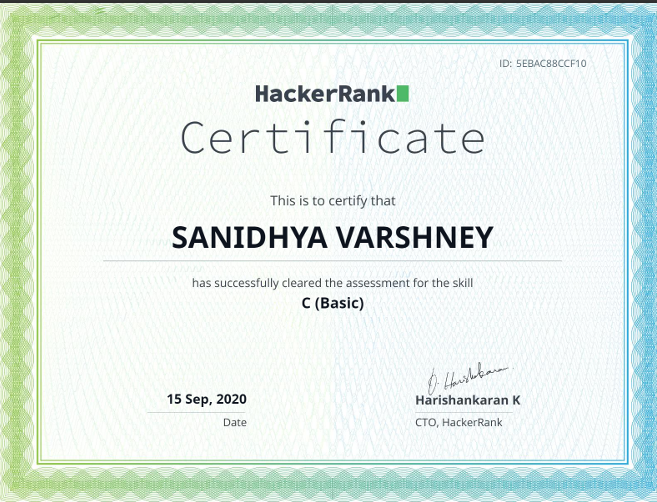 ID: 5EBAC88CCF10
HackerRank
Certificate
This is to certify that
SANIDHYA VARSHNEY
has successfully cleared the assessment for the skill
C (Basic)
15 Sep, 2020
Date
Harishankaran K
CTO, HackerRank